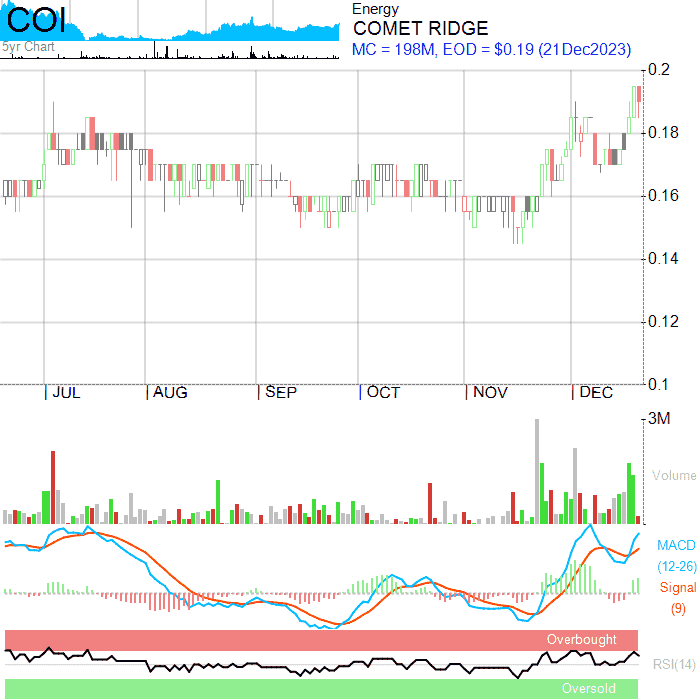 COI
5yr Chart
Energy
COMET RIDGE
MC = 198M, EOD = $0.19 (21Dec2023)
0.2
0.18
0.16
0.14
0.12
0.1
JUL AUG SEP OCT NOV DEC
3M
Volume
MACD
(12-26)
Signal
(9)
Overbought
RSI(14)
Oversold